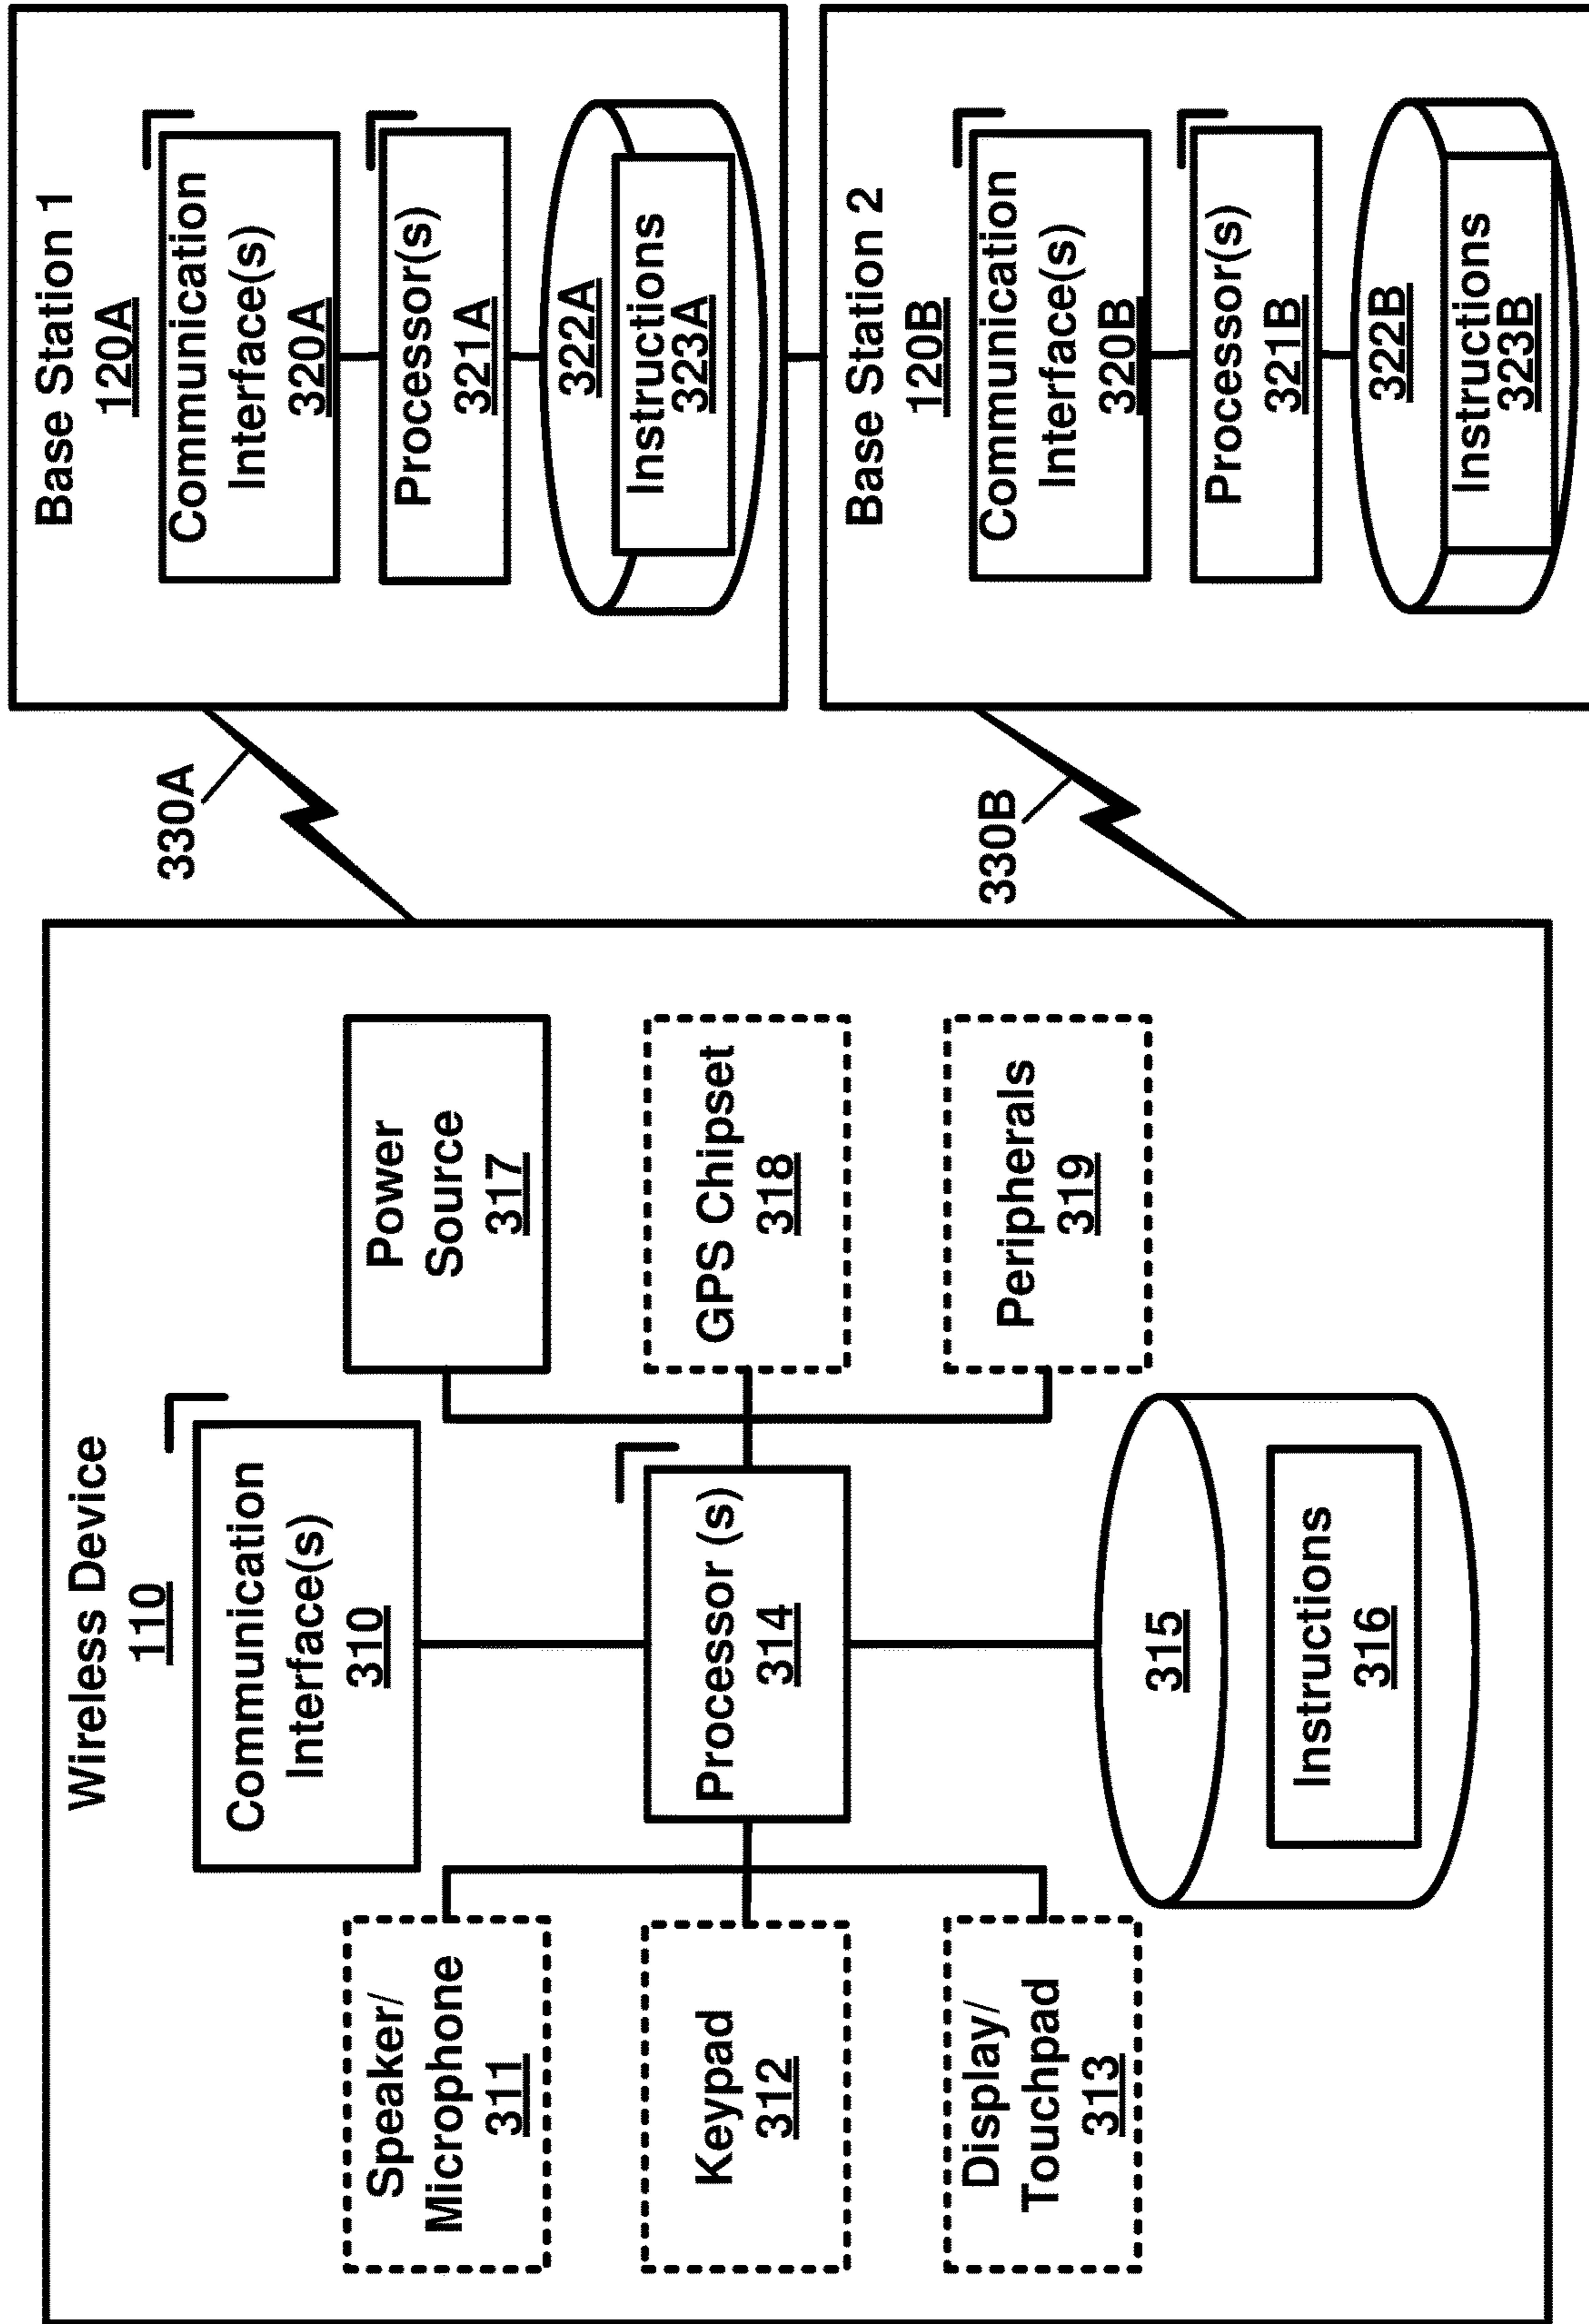 Wireless Device
110
Communication
Interface(s)
310
Speaker/
Microphone
311
Keypad
312
Display/
Touchpad
313
Processor (s)
314
315
Instructions
316
Power
Source
317
GPS Chipset
318
Peripherals
319
330A
330B
Base Station 1
120A
Communication
Interface(s)
320A
Processor(s)
321A
322A
Instructions
323A
Base Station 2
120B
Communication
Interface(s)
320B
Processor(s)
321B
322B
Instructions
323B